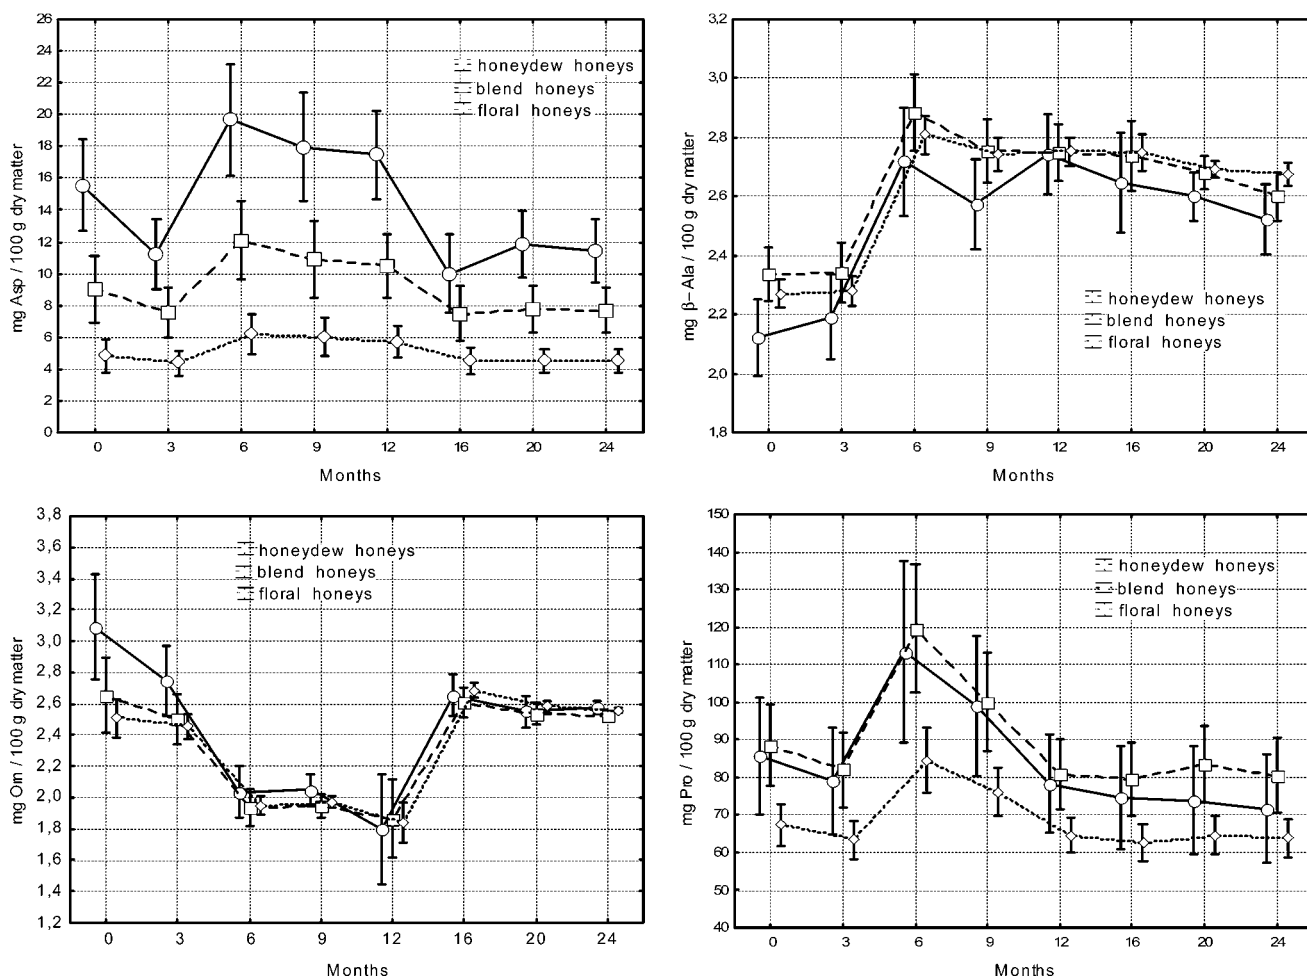 26
24
22
20
18
16
14
12
10
8
6
4
2
0
mg Asp / 100 g dry matter
honeydew honeys
blend honeys
floral honeys
0 3 6 9 12 16 20 24
Months
3,2
3,0
2,8
2,6
2,4
2,2
2,0
1,8
mg β-Ala / 100 g dry matter
honeydew honeys
blend honeys
floral honeys
0 3 6 9 12 16 20 24
Months
3,8
3,6
3,4
3,2
3,0
2,8
2,6
2,4
2,2
2,0
1,8
1,6
1,4
1,2
mg Orn / 100 g dry matter
honeydew honeys
blend honeys
floral honeys
0 3 6 9 12 16 20 24
Months
150
140
130
120
110
100
90
80
70
60
50
40
mg Pro / 100 g dry matter
honeydew honeys
blend honeys
floral honeys
0 3 6 9 12 16 20 24
Months